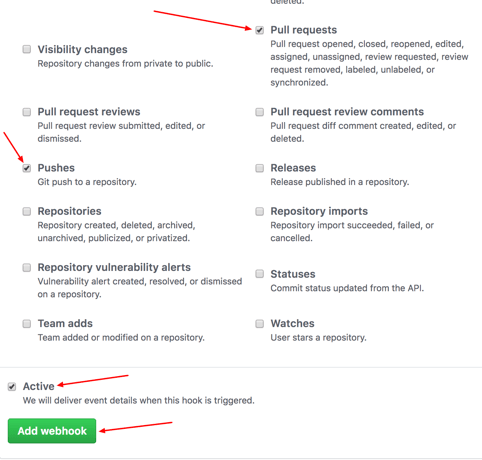 deleted.
Pull requests
Pull request opened, closed, reopened, edited,
assigned, unassigned, review requested, review
request removed, labeled, unlabeled, or
synchronized.
Visibility changes
Repository changes from private to public.
Pull request reviews
Pull request review submitted, edited, or
dismissed.
Pull request review comments
Pull request diff comment created, edited, or
deleted.
Pushes
Git push to a repository.
Releases
Release published in a repository.
Repositories
Repository created, deleted, archived,
unarchived, publicized, or privatized.
Repository imports
Repository import succeeded, failed, or
cancelled.
Repository vulnerability alerts
Vulnerability alert created, resolved, or dismissed
on a repository.
Statuses
Commit status updated from the API.
Team adds
Team added or modified on a repository.
Watches
User stars a repository.
Active
We will deliver event details when this hook is triggered.
Add webhook